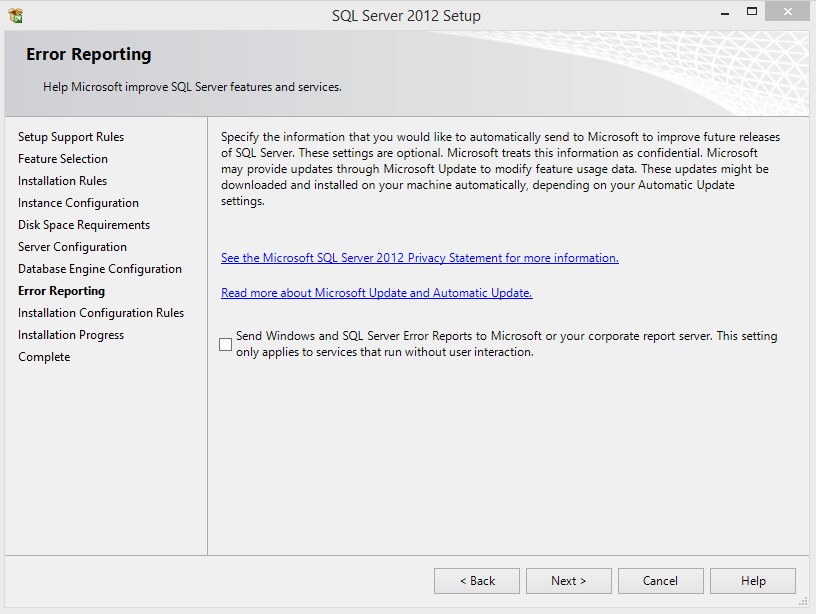 SQL Server 2012 Setup
Error Reporting
Help Microsoft improve SQL Server features and services.
Setup Support Rules
Feature Selection
Installation Rules
Instance Configuration
Disk Space Requirements
Server Configuration
Database Engine Configuration
Error Reporting
Installation Configuration Rules
Installation Progress
Complete
Specify the information that you would like to automatically send to Microsoft to improve future releases
of SQL Server. These settings are optional. Microsoft treats this information as confidential. Microsoft
may provide updates through Microsoft Update to modify feature usage data. These updates might be
downloaded and installed on your machine automatically, depending on your Automatic Update
settings.
See the Microsoft SQL Server 2012 Privacy Statement for more information.
Read more about Microsoft Update and Automatic Update.
Send Windows and SQL Server Error Reports to Microsoft or your corporate report server. This setting
only applies to services that run without user interaction.
< Back
Next >
Cancel
Help